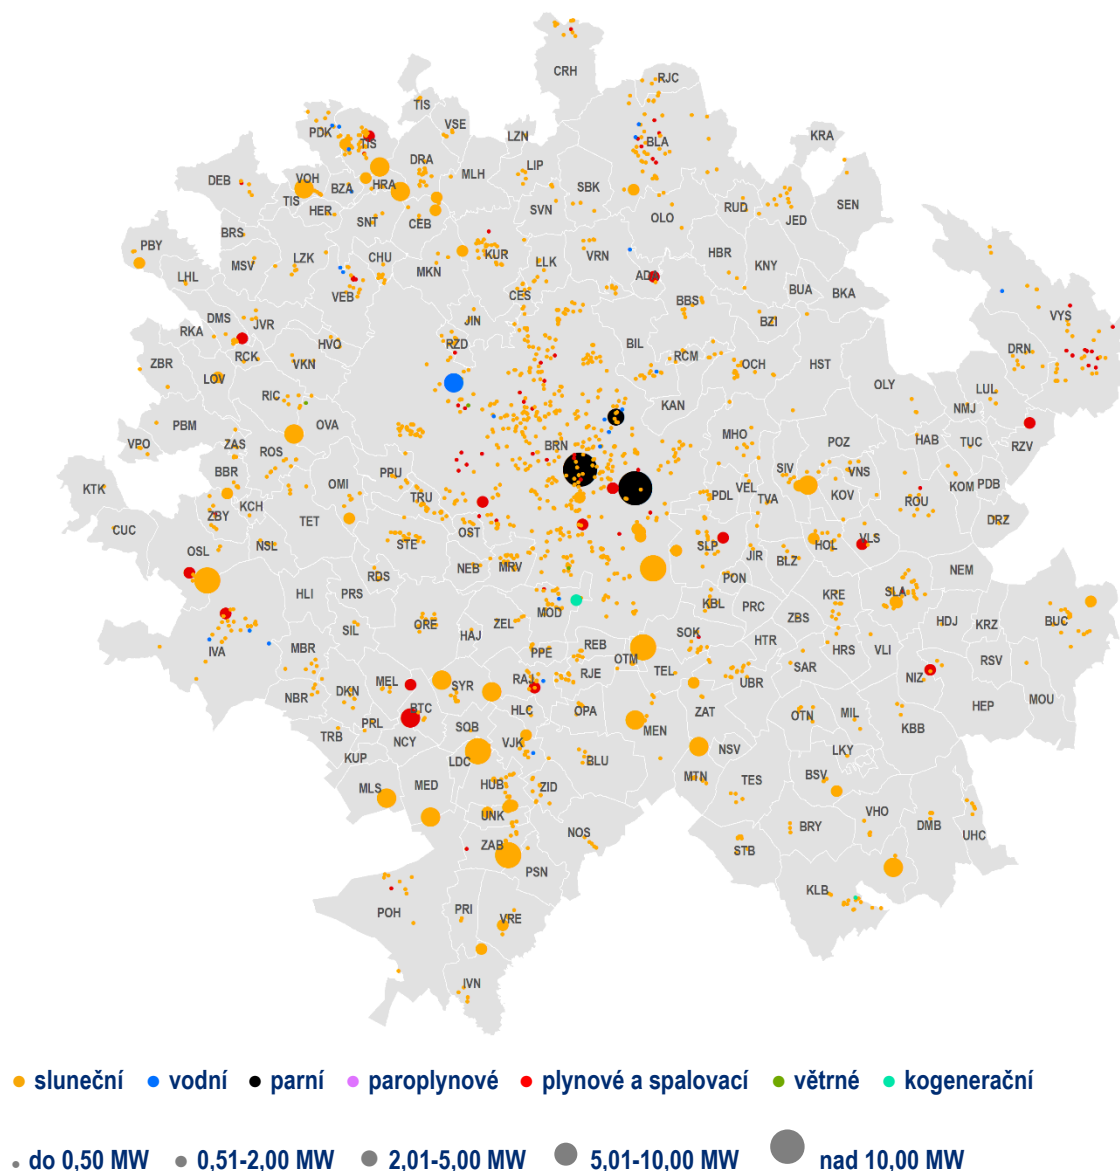 CRH
RJC
TIS
VSE
LZN
KRA
PDK
TIS
BLA
DRA
LIP
MLH
DEB
VOH
BZA
HRA
SBK
SEN
TIS
HER
SNT
CEB
SVN
OLO
RUD
JED
BRS
PBY
LZK
CHU
MKN
KUR
LLK
VRN
HBR
KNY
MSV
LHL
VEB
CES
ADA
BBS
BUA
BKA
DMS
JVR
JIN
BZI
VYS
RKA
HVO
RZD
BIL
RCM
DRN
ZBR
RCK
VKN
OCH
HST
LOV
OLY
LUL
RIC
KAN
NMJ
PBM
OVA
MHO
VPO
ZAS
ROS
BRN
POZ
HAB
TUC
RZV
BBR
PPU
SIV
VNS
KTK
OMI
VEL
KOV
KOM
PDB
KCH
TRU
PDL
TVA
ROU
ZBY
TET
DRZ
CUC
OST
OSL
NSL
STE
SLP
HOL
VLS
JIR
BLZ
NEB
MRV
NEM
RDS
PON
HLI
PRS
SLA
KBL
PRC
KRE
MOD
ZBS
BUC
SIL
ORE
ZEL
HDJ
KRZ
HAJ
SOK
HTR
IVA
MBR
PPE
REB
HRS
VLI
OTM
SAR
RSV
TEL
MEL
SYR
RAJ
RJE
UBR
NIZ
NBR
DKN
MOU
BTC
HLC
OPA
ZAT
OTN
MIL
HEP
PRL
SOB
MEN
KBB
TRB
NCY
VJK
NSV
LKY
KUP
LDC
BLU
MLS
MED
HUB
ZID
MTN
TES
BSV
UNK
VHO
BRY
DMB
UHC
NOS
ZAB
STB
PSN
KLB
POH
PRI
VRE
IVN
sluneční vodní parní paroplynové plynové a spalovací větrné kogenerační
do 0,50 MW 0,51-2,00 MW 2,01-5,00 MW 5,01-10,00 MW nad 10,00 MW